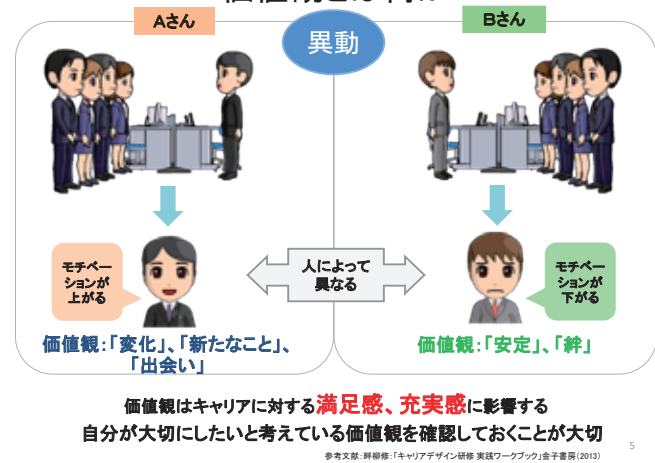 Aさん
異動
Bさん
モチベー
ションが
上がる
人によって
異なる
モチベー
ションが
下がる
価値観：「変化」、「新たなこと」、
「出会い」
価値観：「安定」、「絆」
価値観はキャリアに対する満足感、充実感に影響する
自分が大切にしたいと考えている価値観を確認しておくことが大切
5
参考文献：畔柳修：「キャリアデザイン研修 実践ワークブック」金子書房（2013）